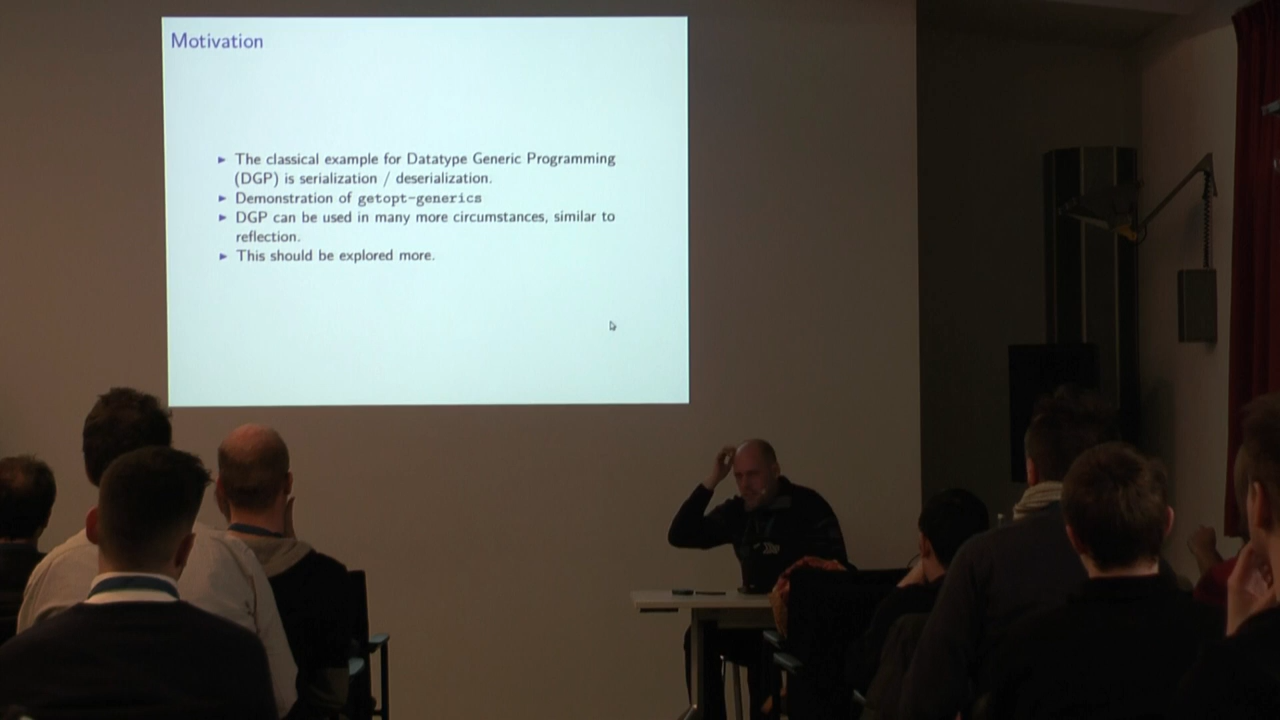 Motivation
► The classical example for Datatype Generic Programming
(DGP) is serialization / deserialization.
► Demonstration of getopt-generics
► DGP can be used in many more circumstances, similar to
reflection.
► This should be explored more.